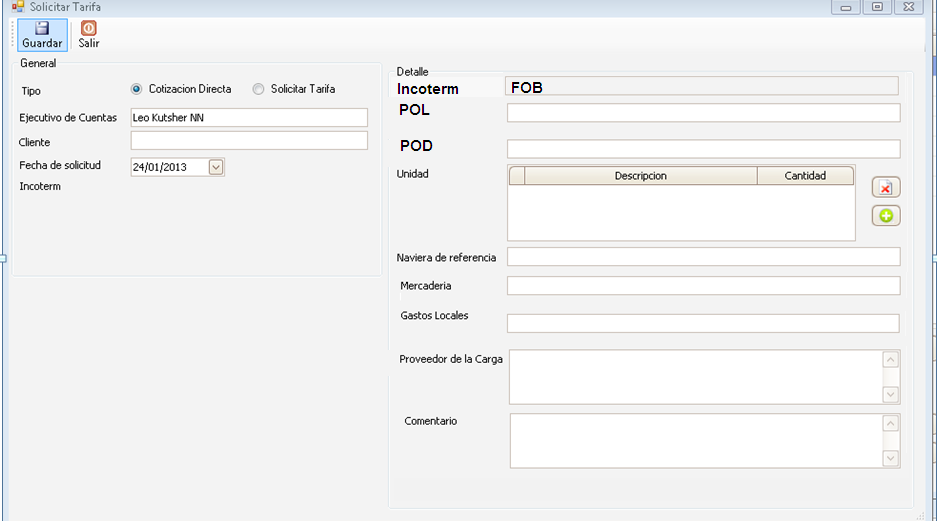 Solicitar Tarifa
Guardar Salir
General
Tipo Cotizacion Directa Solicitar Tarifa
Ejecutivo de Cuentas Leo Kutsher NN
Cliente
Fecha de solicitud 24/01/2013
Incoterm
Detalle
Incoterm FOB
POL
POD
Unidad Descripcion Cantidad
Naviera de referencia
Mercaderia
Gastos Locales
Proveedor de la Carga
Comentario